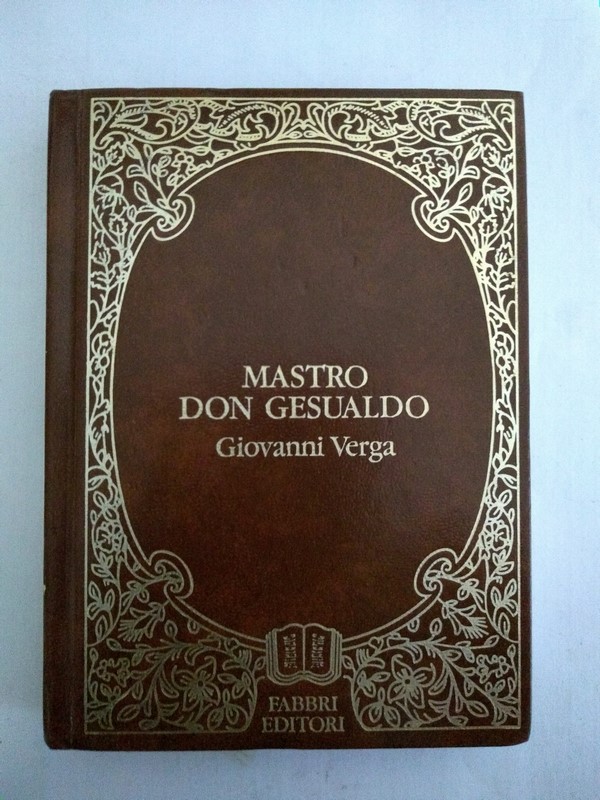 MASTRO
DON GESUALDO
Giovanni Verga
FABBRI
EDITORI